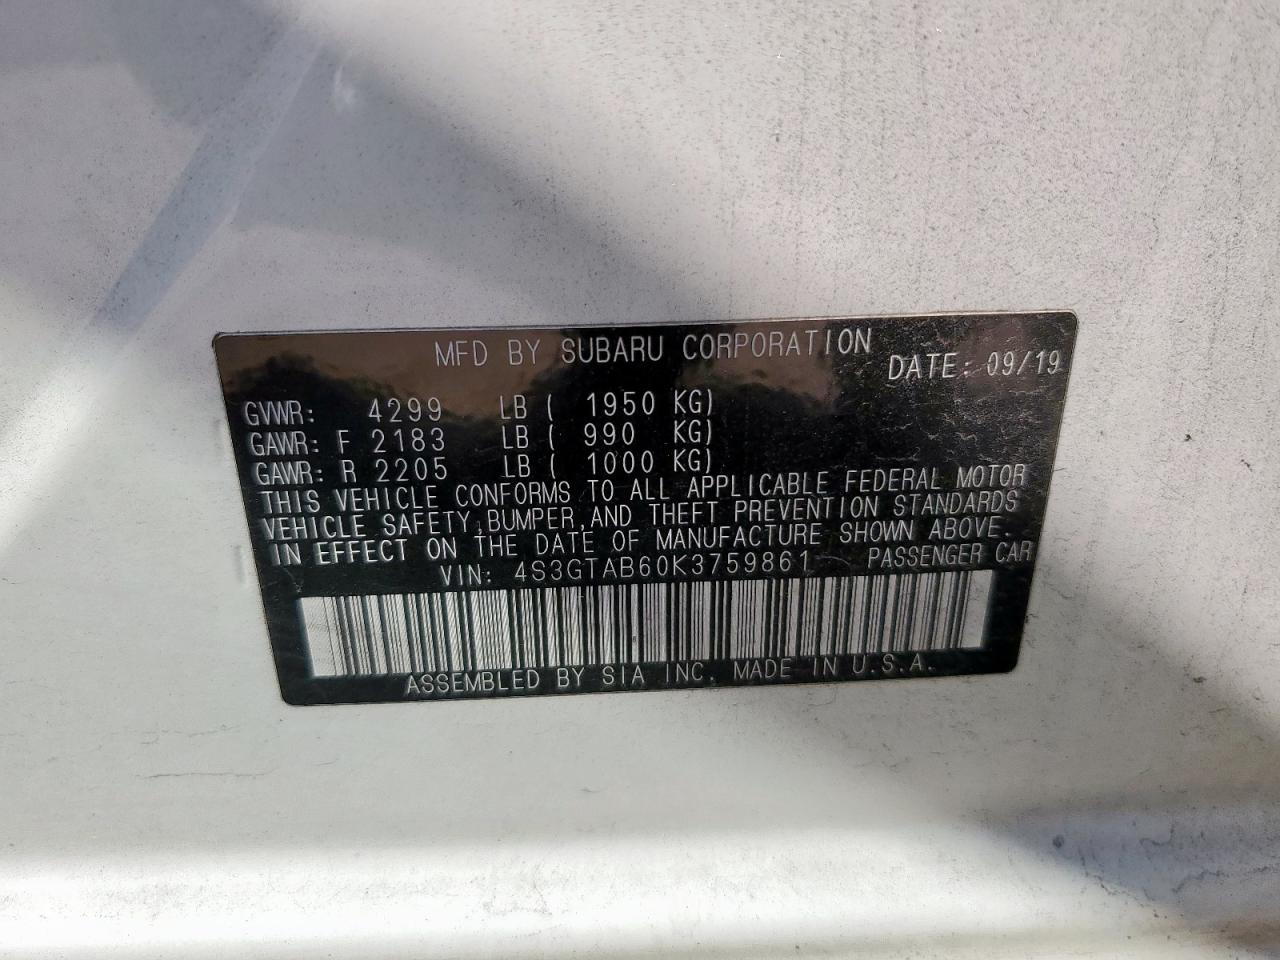 MFD BY SUBARU CORPORATION DATE: 09/19
GVWR: 4299 LB ( 1950 KG)
GAWR: F 2183 LB ( 990 KG)
GAWR: R 2205 LB ( 1000 KG)
THIS VEHICLE CONFORMS TO ALL APPLICABLE FEDERAL MOTOR
VEHICLE SAFETY,BUMPER,AND THEFT PREVENTION STANDARDS
IN EFFECT ON THE DATE OF MANUFACTURE SHOWN ABOVE.
VIN: 4S3GTAB60K3759861 PASSENGER CAR
ASSEMBLED BY SIA INC. MADE IN U.S.A.